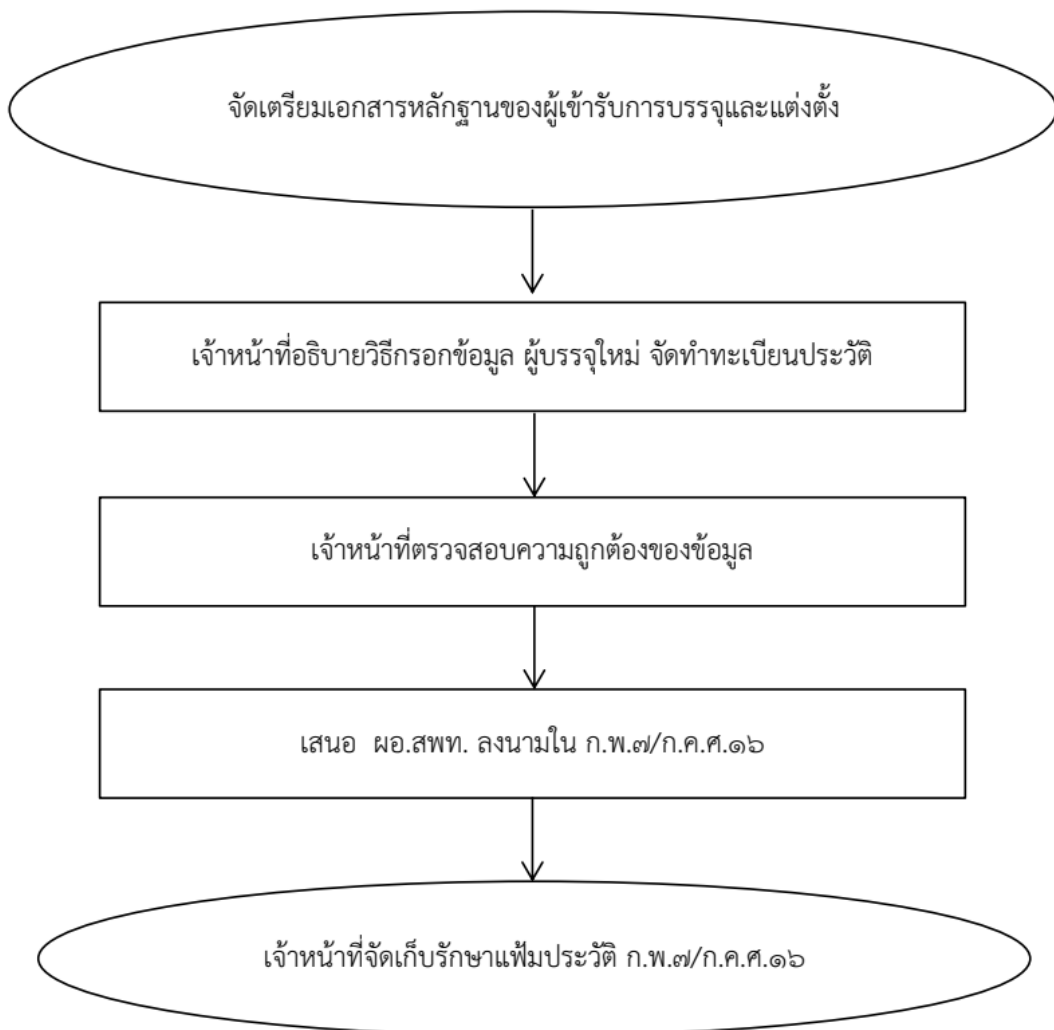 จัดเตรียมเอกสารหลักฐานของผู้เข้ารับการบรรจุและแต่งตั้ง
เจ้าหน้าที่อธิบายวิธีกรอกข้อมูล ผู้บรรจุใหม่ จัดทำทะเบียนประวัติ
เจ้าหน้าที่ตรวจสอบความถูกต้องของข้อมูล
เสนอ ผอ.สพท. ลงนามใน ก.พ.๗/ก.ค.ศ.๑๖
เจ้าหน้าที่จัดเก็บรักษาแฟ้มประวัติ ก.พ.๗/ก.ค.ศ.๑๖